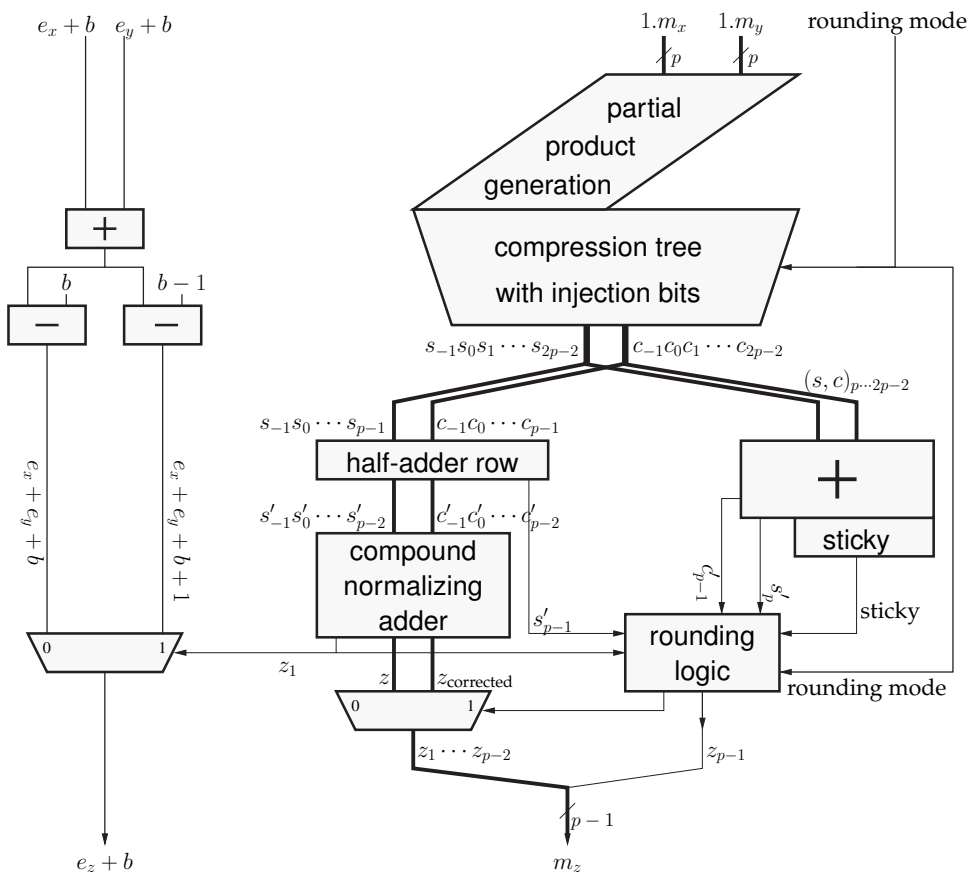 e_x + b
e_y + b
1.m_x
1.m_y
rounding mode
p
p
partial
product
generation
+
compression tree
with injection bits
b
b − 1
−
−
s_{−1}s_0s_1 ⋯ s_{2p−2}
c_{−1}c_0c_1 ⋯ c_{2p−2}
(s, c)_{p⋯2p−2}
s_{−1}s_0 ⋯ s_{p−1}
c_{−1}c_0 ⋯ c_{p−1}
half-adder row
+
e_x + e_y + b
e_x + e_y + b + 1
s′_{−1}s′_0 ⋯ s′_{p−2}
c′_{−1}c′_0 ⋯ c′_{p−2}
sticky
compound
normalizing
adder
c′_{p−1}
s′_p
sticky
s′_{p−1}
rounding
logic
0
1
z_1
z
z_corrected
rounding mode
0
1
z_1 ⋯ z_{p−2}
z_{p−1}
p − 1
e_z + b
m_z